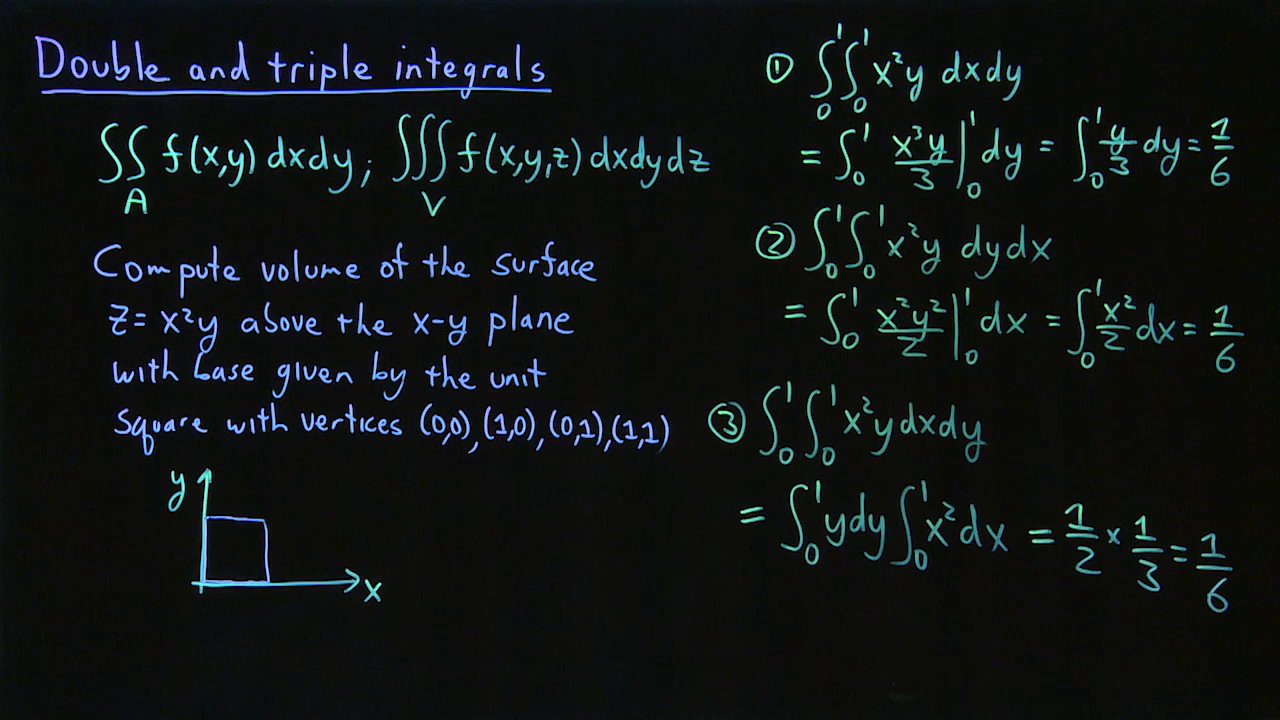 Double and triple integrals
∫∫_A f(x,y) dxdy; ∫∫∫_V f(x,y,z) dxdydz
Compute volume of the surface
z = x²y above the x-y plane
with base given by the unit
square with vertices (0,0), (1,0), (0,1), (1,1)
y
x
① ∫₀¹∫₀¹ x²y dxdy
= ∫₀¹ x³y/3 |₀¹ dy = ∫₀¹ y/3 dy = 1/6
② ∫₀¹∫₀¹ x²y dydx
= ∫₀¹ x²y²/2 |₀¹ dx = ∫₀¹ x²/2 dx = 1/6
③ ∫₀¹∫₀¹ x²y dxdy
= ∫₀¹ y dy ∫₀¹ x² dx = 1/2 × 1/3 = 1/6